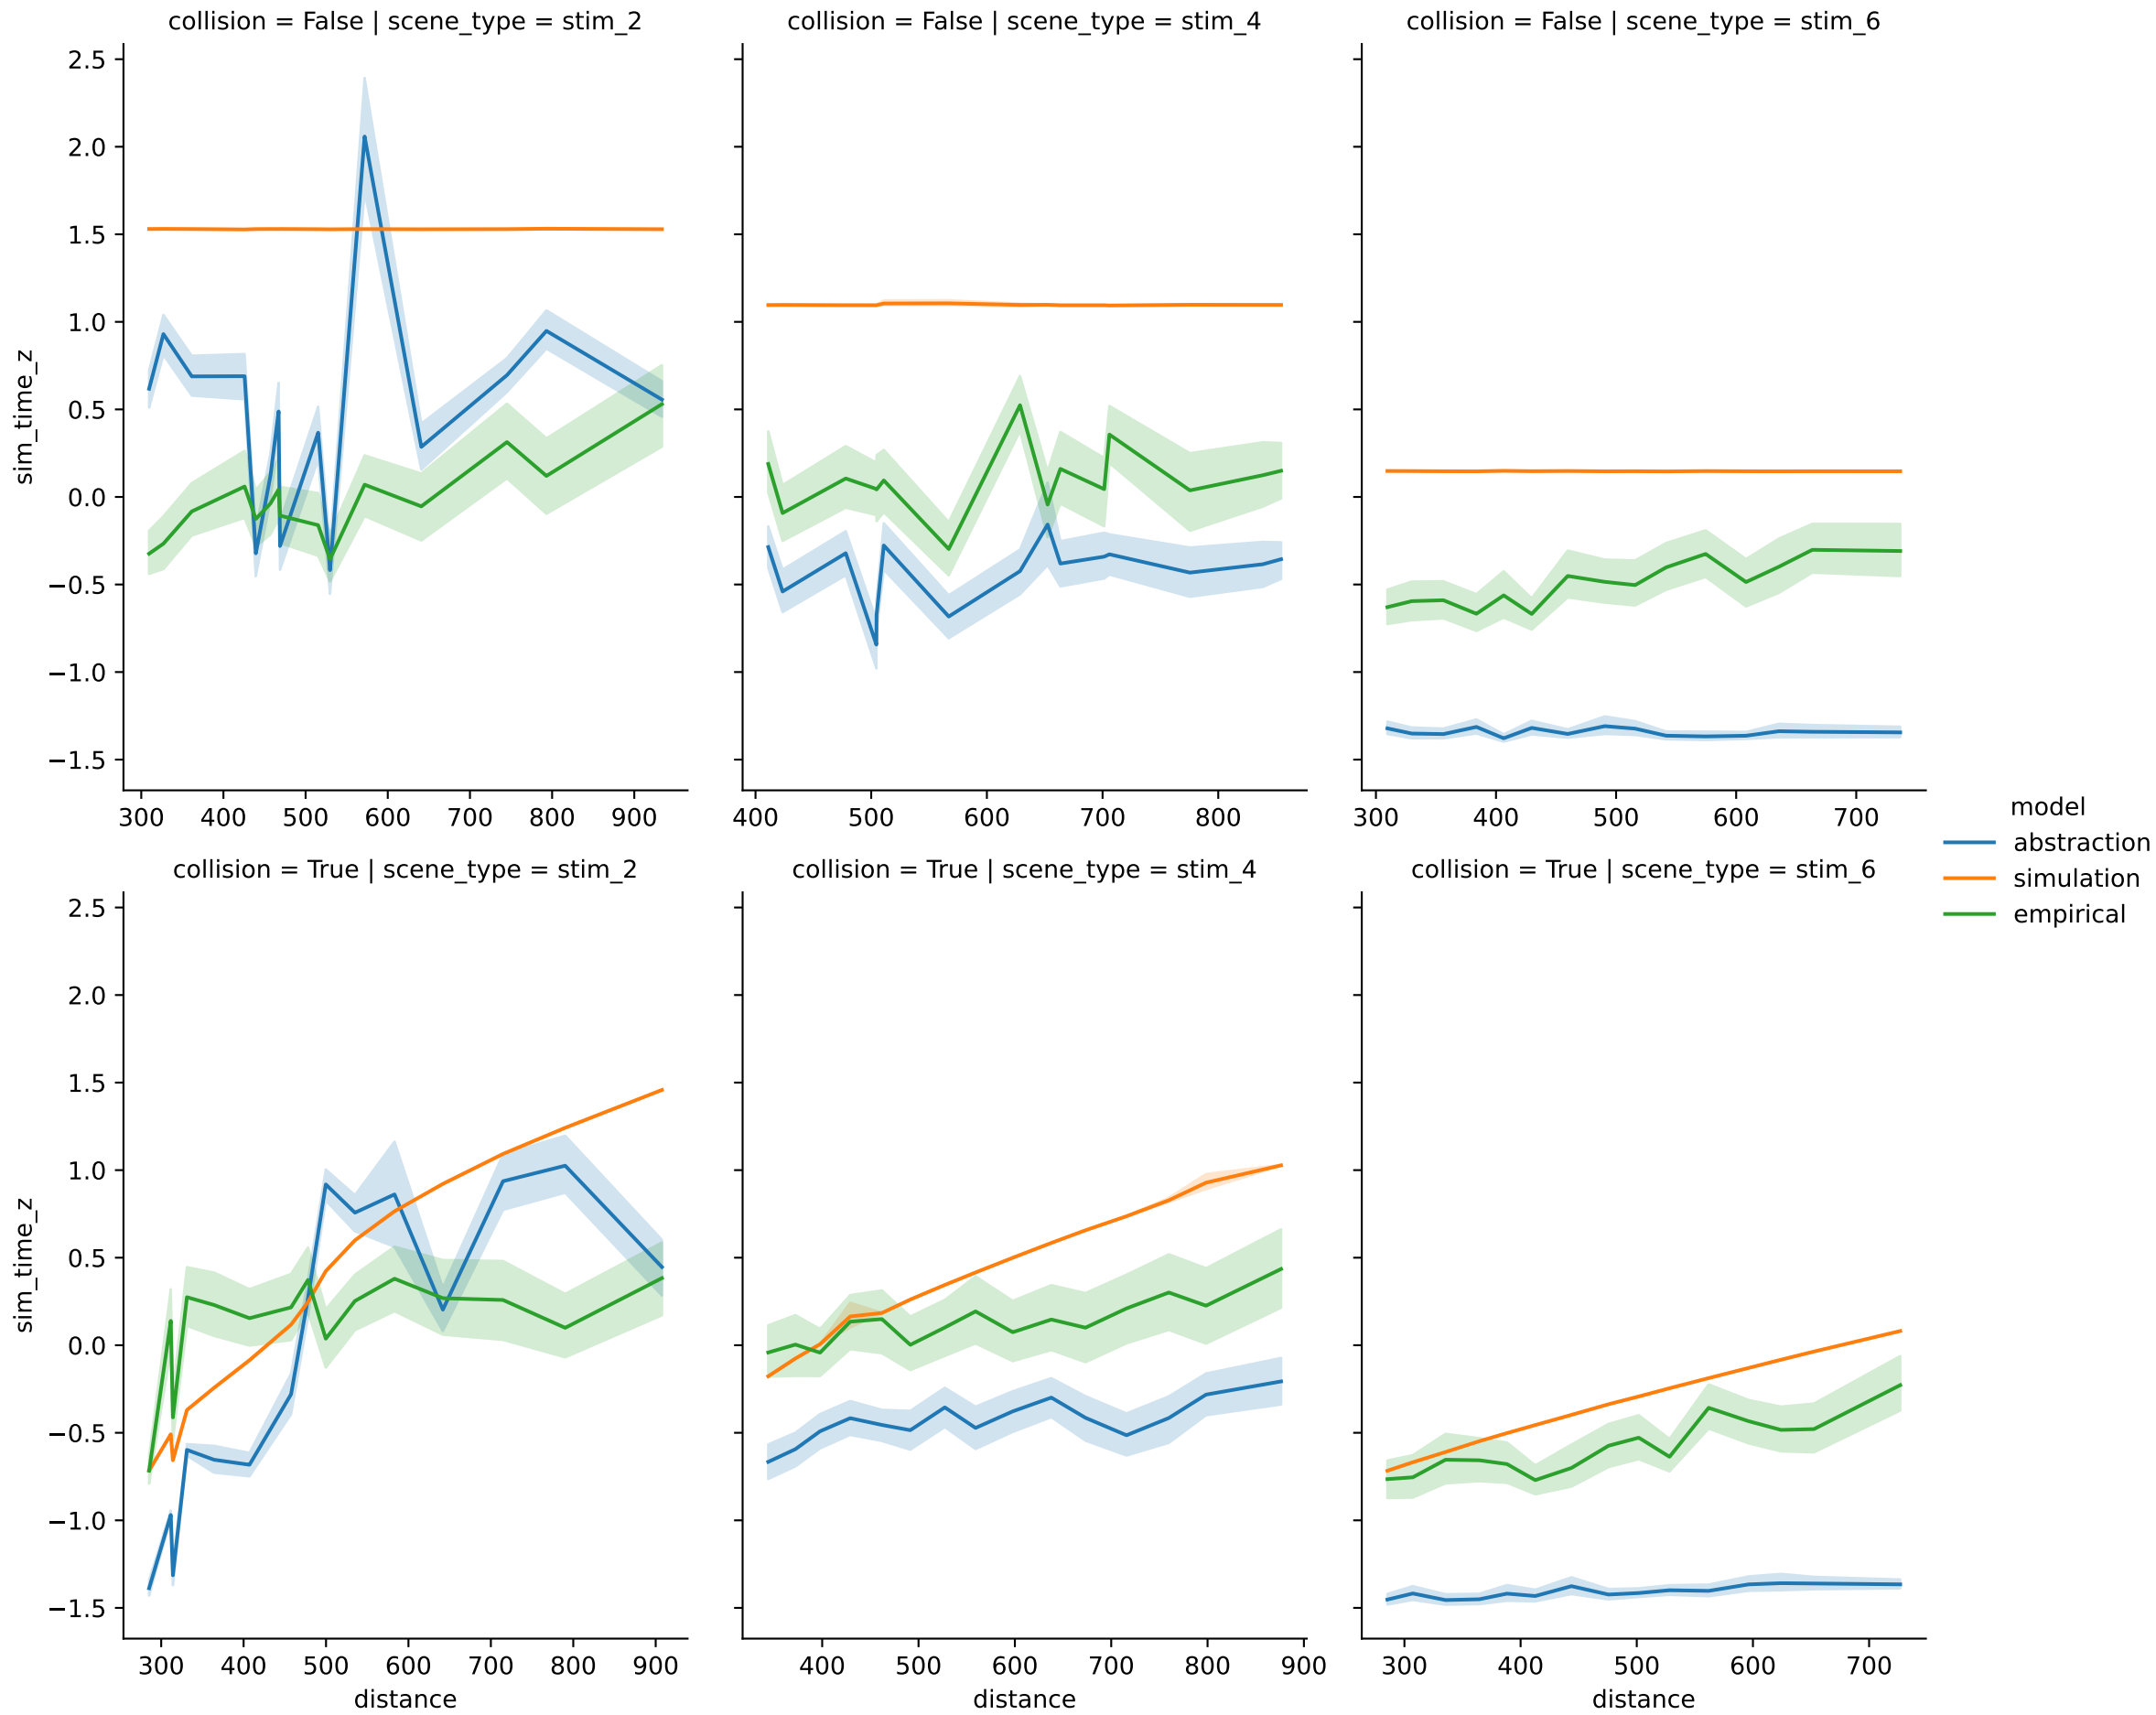 collision = False | scene_type = stim_2
collision = False | scene_type = stim_4
collision = False | scene_type = stim_6
2.5
2.0
1.5
1.0
0.5
0.0
−0.5
−1.0
−1.5
sim_time_z
300 400 500 600 700 800 900
400 500 600 700 800
300 400 500 600 700
model
abstraction
simulation
empirical
collision = True | scene_type = stim_2
collision = True | scene_type = stim_4
collision = True | scene_type = stim_6
2.5
2.0
1.5
1.0
0.5
0.0
−0.5
−1.0
−1.5
sim_time_z
300 400 500 600 700 800 900
400 500 600 700 800 900
300 400 500 600 700
distance
distance
distance